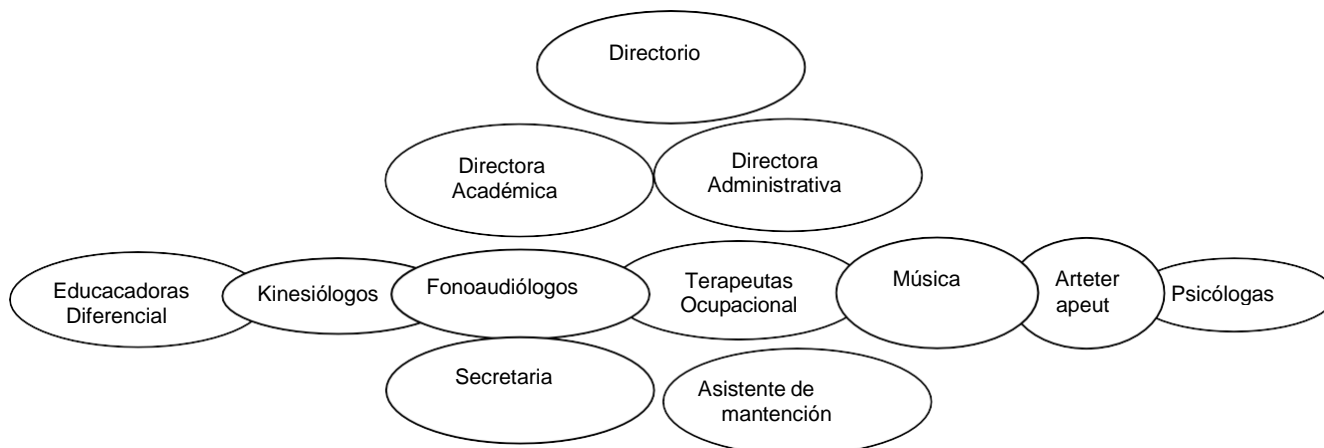 Directorio
Directora
Académica
Directora
Administrativa
Educacadoras
Diferencial
Kinesiólogos
Fonoaudiólogos
Terapeutas
Ocupacional
Música
Arteter
apeut
Psicólogas
Secretaria
Asistente de
mantención